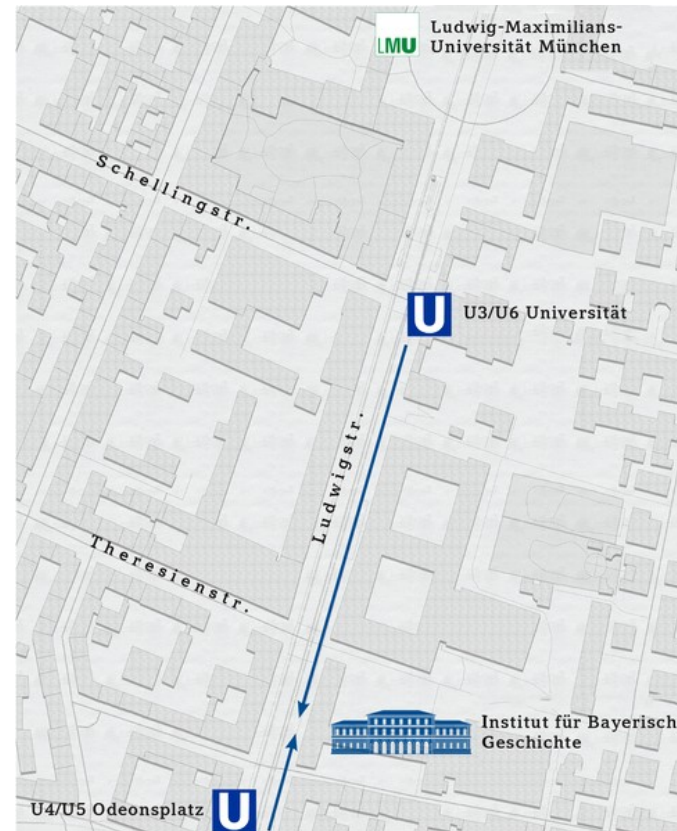 LMU
Ludwig-Maximilians-
Universität München
Schellingstr.
U
U3/U6 Universität
Ludwigstr.
Theresienstr.
Institut für Bayerisch
Geschichte
U4/U5 Odeonsplatz
U